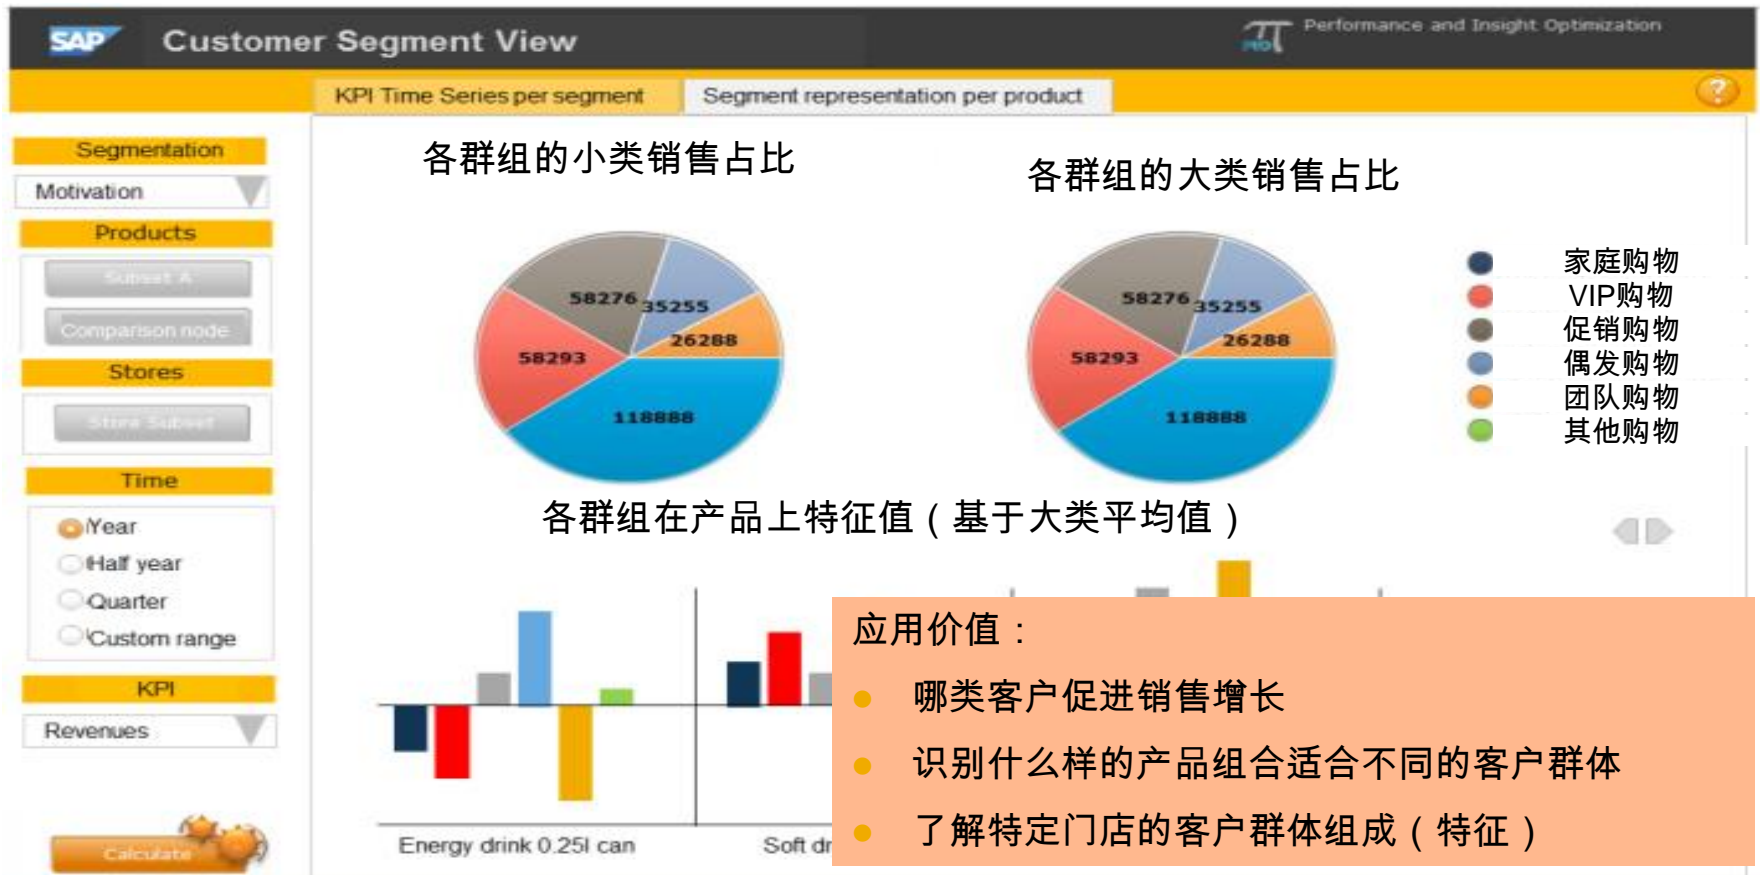 SAP Customer Segment View
Performance and Insight Optimization
KPI Time Series per segment
Segment representation per product
?
Segmentation
Motivation
Products
Subset A
Comparison node
Stores
Store Subset
Time
Year
Half year
Quarter
Custom range
KPI
Revenues
Calculate
各群组的小类销售占比
58276
35255
26288
58293
118888
各群组的大类销售占比
58276
35255
26288
58293
118888
家庭购物
VIP购物
促销购物
偶发购物
团队购物
其他购物
各群组在产品上特征值（基于大类平均值）
Energy drink 0.25l can
Soft dr
应用价值：
哪类客户促进销售增长
识别什么样的产品组合适合不同的客户群体
了解特定门店的客户群体组成（特征）